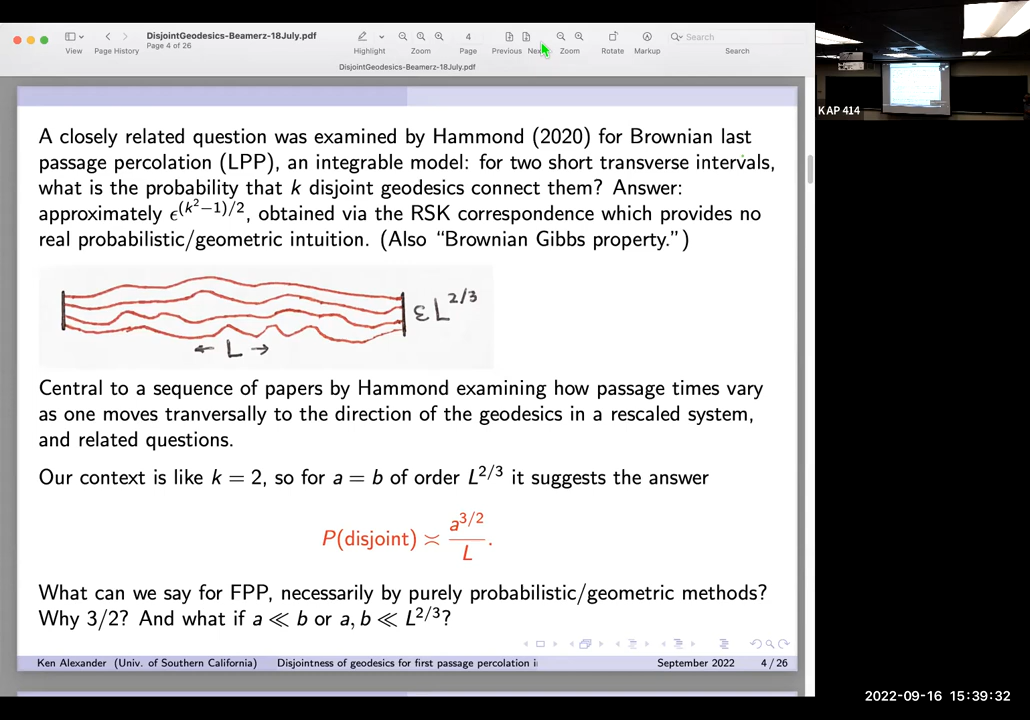 DisjointGeodesics-Beamerz-18July.pdf
Page 4 of 26
View
Page History
Highlight
Zoom
4
Page
Previous
Next
Zoom
Rotate
Markup
Search
Search
DisjointGeodesics-Beamerz-18July.pdf
KAP 414
A closely related question was examined by Hammond (2020) for Brownian last
passage percolation (LPP), an integrable model: for two short transverse intervals,
what is the probability that k disjoint geodesics connect them? Answer:
approximately ϵ^(k²−1)/2, obtained via the RSK correspondence which provides no
real probabilistic/geometric intuition. (Also “Brownian Gibbs property.”)
εL^2/3
← L →
Central to a sequence of papers by Hammond examining how passage times vary
as one moves tranversally to the direction of the geodesics in a rescaled system,
and related questions.
Our context is like k = 2, so for a = b of order L^2/3 it suggests the answer
P(disjoint) ≍ a^3/2 / L.
What can we say for FPP, necessarily by purely probabilistic/geometric methods?
Why 3/2? And what if a ≪ b or a, b ≪ L^2/3?
Ken Alexander (Univ. of Southern California)
Disjointness of geodesics for first passage percolation i
September 2022
4 / 26
2022-09-16 15:39:32